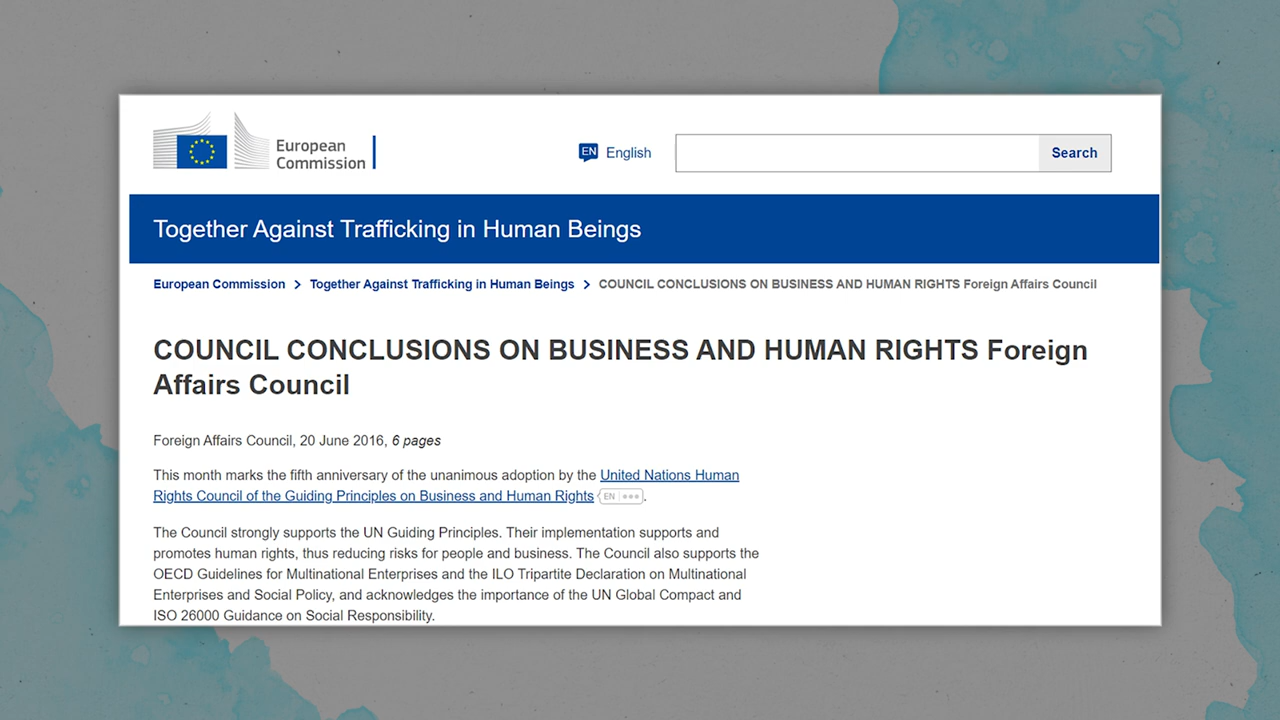 European
Commission
EN English
Search
Together Against Trafficking in Human Beings
European Commission > Together Against Trafficking in Human Beings > COUNCIL CONCLUSIONS ON BUSINESS AND HUMAN RIGHTS Foreign Affairs Council
COUNCIL CONCLUSIONS ON BUSINESS AND HUMAN RIGHTS Foreign
Affairs Council
Foreign Affairs Council, 20 June 2016, 6 pages
This month marks the fifth anniversary of the unanimous adoption by the United Nations Human
Rights Council of the Guiding Principles on Business and Human Rights EN •••.
The Council strongly supports the UN Guiding Principles. Their implementation supports and
promotes human rights, thus reducing risks for people and business. The Council also supports the
OECD Guidelines for Multinational Enterprises and the ILO Tripartite Declaration on Multinational
Enterprises and Social Policy, and acknowledges the importance of the UN Global Compact and
ISO 26000 Guidance on Social Responsibility.